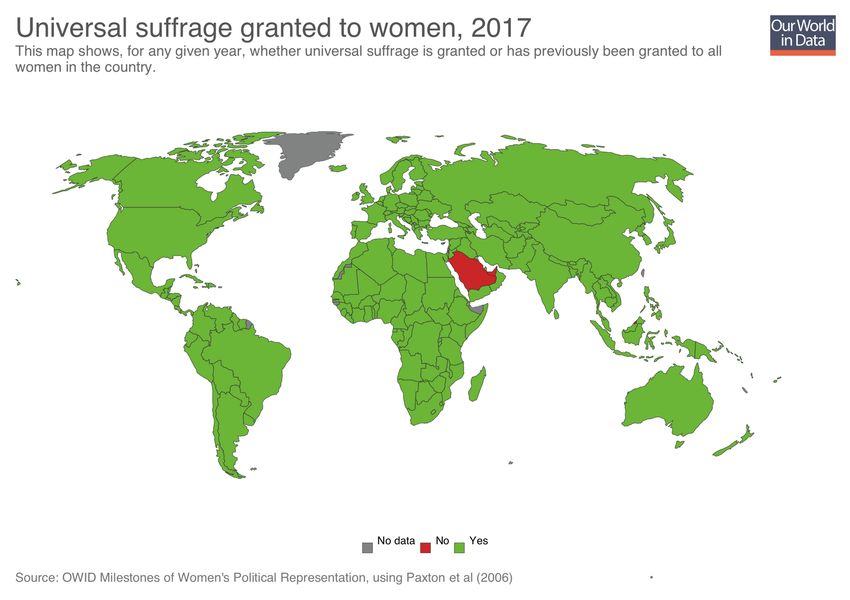 Universal suffrage granted to women, 2017
Our World
in Data
This map shows, for any given year, whether universal suffrage is granted or has previously been granted to all
women in the country.
No data
No
Yes
Source: OWID Milestones of Women's Political Representation, using Paxton et al (2006)